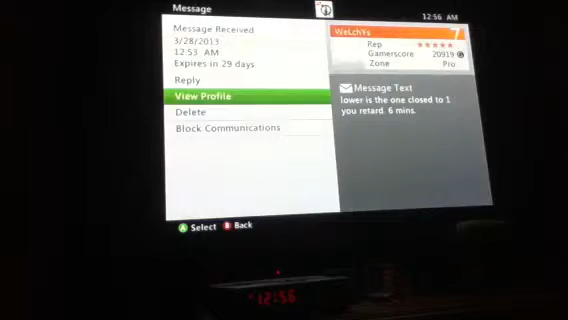 Message
12:56 AM
Message Received
3/28/2013
12:53 AM
Expires in 29 days
Reply
View Profile
Delete
Block Communications
WeLchYs
7
Rep ★★★★★
Gamerscore 20919 G
Zone Pro
Message Text
lower is the one closed to 1
you retard. 6 mins.
A Select B Back
12:56